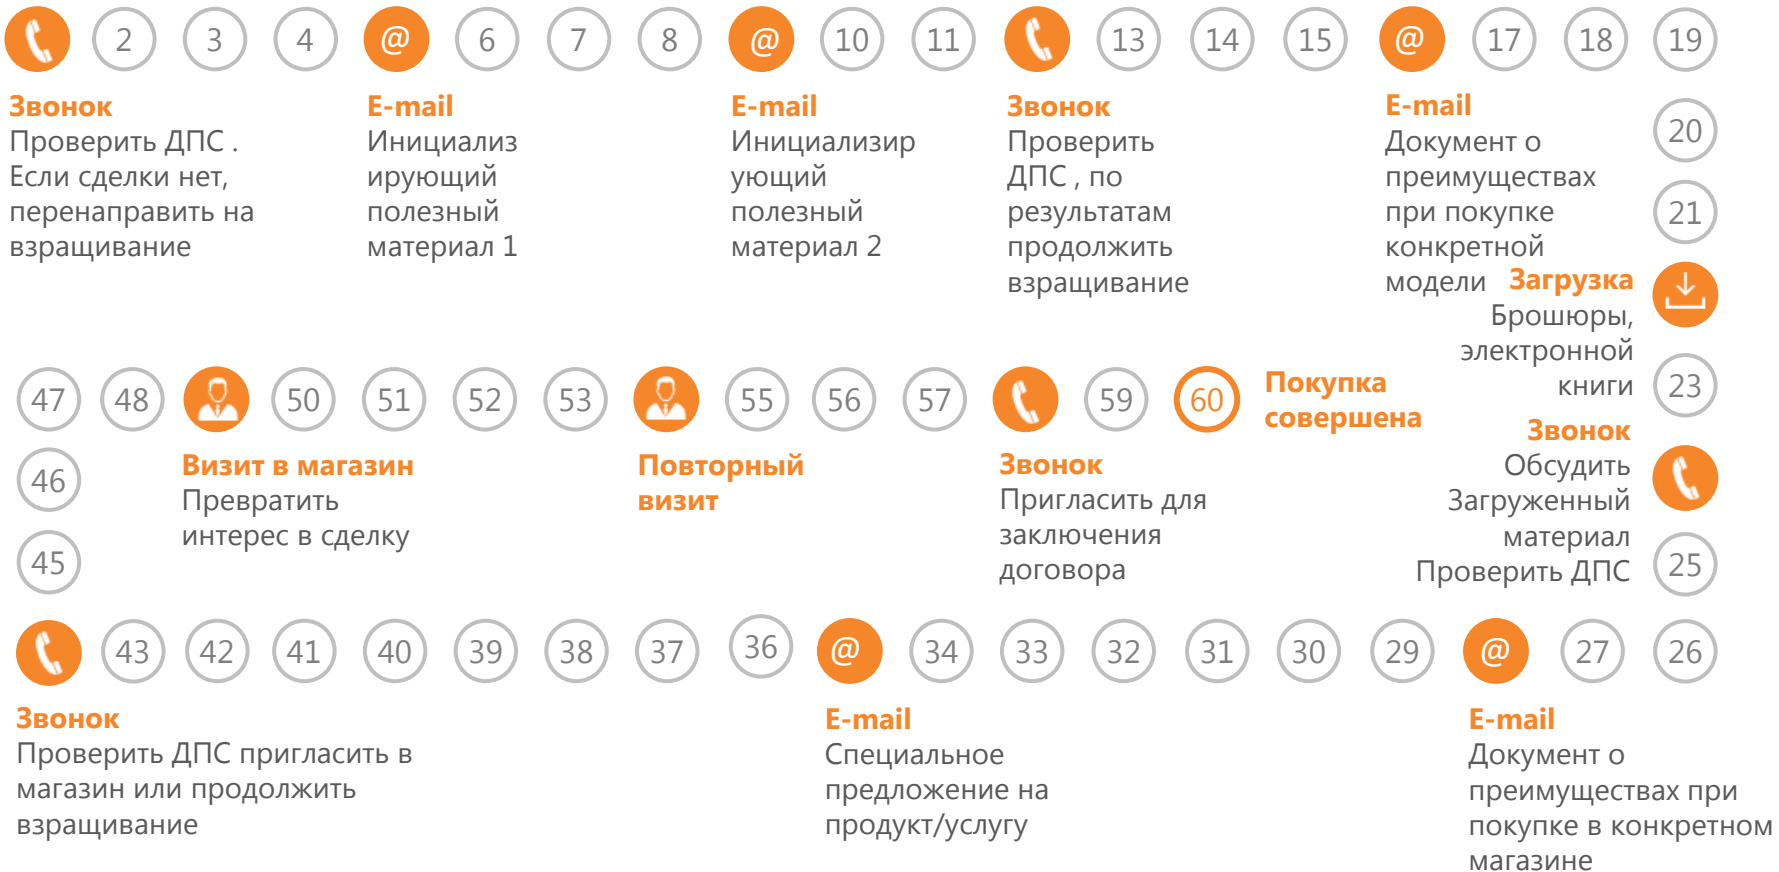 2 3 4 @ 6 7 8 @ 10 11 13 14 15 @ 17 18 19
Звонок
Проверить ДПС .
Если сделки нет,
перенаправить на
взращивание
E-mail
Инициализ
ирующий
полезный
материал 1
E-mail
Инициализир
ующий
полезный
материал 2
Звонок
Проверить
ДПС , по
результатам
продолжить
взращивание
E-mail
Документ о
преимуществах
при покупке
конкретной
модели
20
21
Загрузка
Брошюры,
электронной
книги
23
Звонок
Обсудить
Загруженный
материал
Проверить ДПС
25
26
27
@
29
30
31
32
33
34
@
36
37
38
39
40
41
42
43
E-mail
Документ о
преимуществах при
покупке в конкретном
магазине
E-mail
Специальное
предложение на
продукт/услугу
Звонок
Проверить ДПС пригласить в
магазин или продолжить
взращивание
45
46
47 48 50 51 52 53 55 56 57 59 60
Визит в магазин
Превратить
интерес в сделку
Повторный
визит
Звонок
Пригласить для
заключения
договора
Покупка
совершена